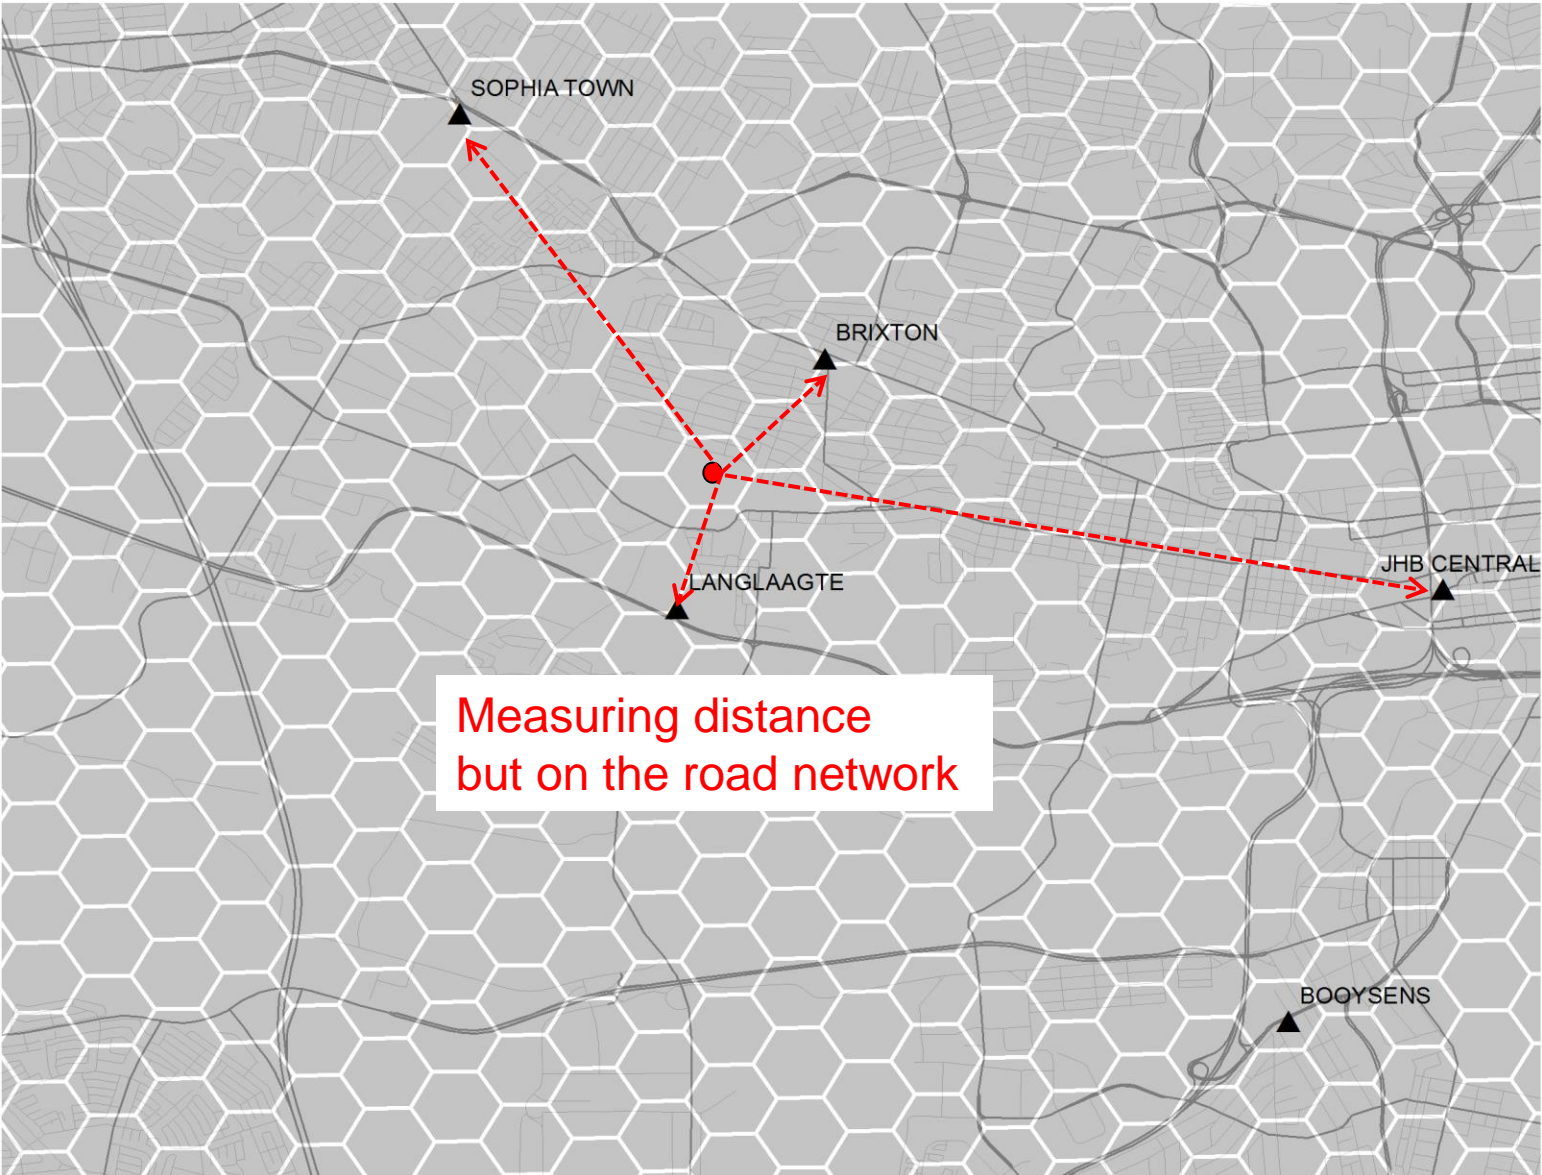 SOPHIA TOWN
BRIXTON
JHB CENTRAL
LANGLAAGTE
Measuring distance
but on the road network
BOOYSENS